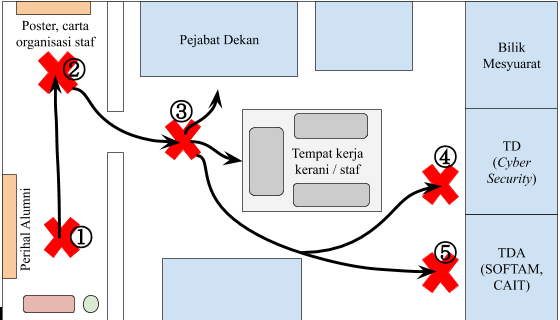 Poster, carta
organisasi staf
②
Pejabat Dekan
Bilik
Mesyuarat
③
Tempat kerja
kerani / staf
④
TD
(Cyber
Security)
Perihal Alumni
①
⑤
TDA
(SOFTAM,
CAIT)